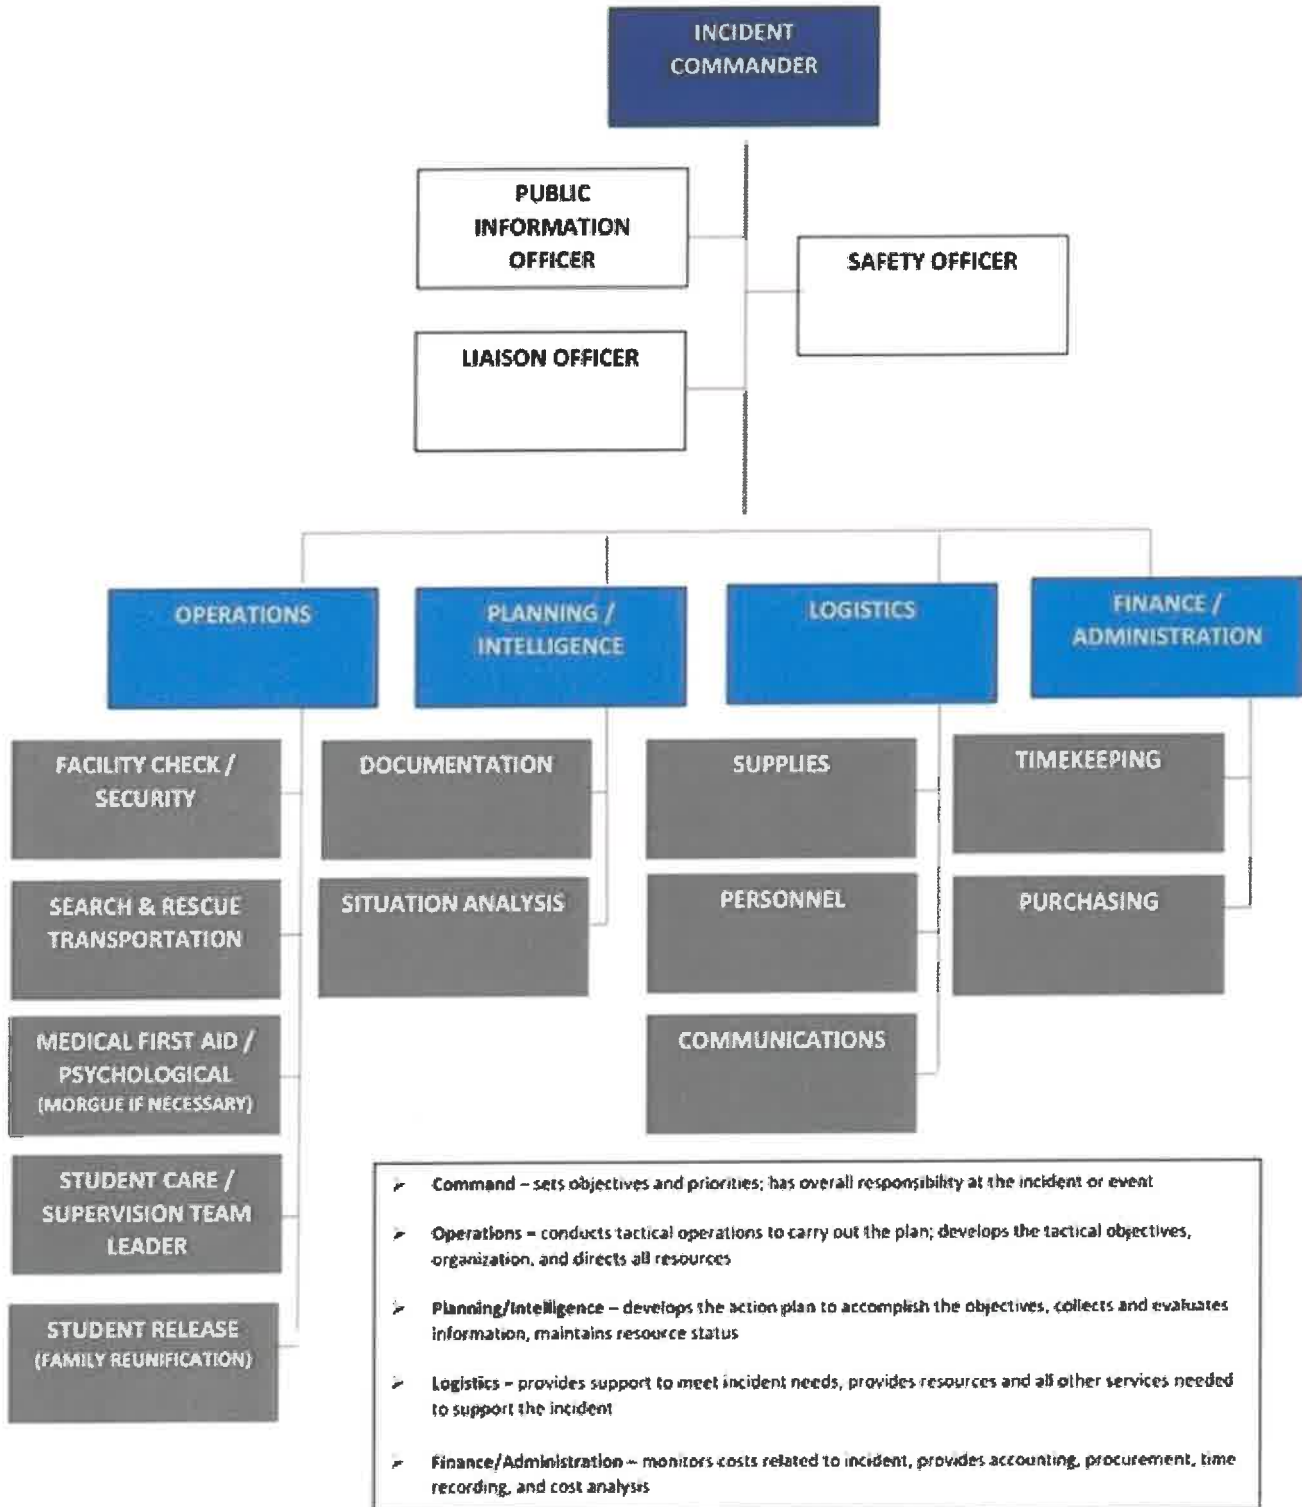 INCIDENT
COMMANDER
PUBLIC
INFORMATION
OFFICER
SAFETY OFFICER
LIAISON OFFICER
OPERATIONS
PLANNING /
INTELLIGENCE
LOGISTICS
FINANCE /
ADMINISTRATION
FACILITY CHECK /
SECURITY
DOCUMENTATION
SUPPLIES
TIMEKEEPING
SEARCH & RESCUE
TRANSPORTATION
SITUATION ANALYSIS
PERSONNEL
PURCHASING
MEDICAL FIRST AID /
PSYCHOLOGICAL
(MORGUE IF NECESSARY)
COMMUNICATIONS
STUDENT CARE /
SUPERVISION TEAM
LEADER
STUDENT RELEASE
(FAMILY REUNIFICATION)
➢ Command – sets objectives and priorities; has overall responsibility at the incident or event
➢ Operations – conducts tactical operations to carry out the plan; develops the tactical objectives,
organization, and directs all resources
➢ Planning/Intelligence – develops the action plan to accomplish the objectives, collects and evaluates
information, maintains resource status
➢ Logistics – provides support to meet incident needs, provides resources and all other services needed
to support the incident
➢ Finance/Administration – monitors costs related to incident, provides accounting, procurement, time
recording, and cost analysis